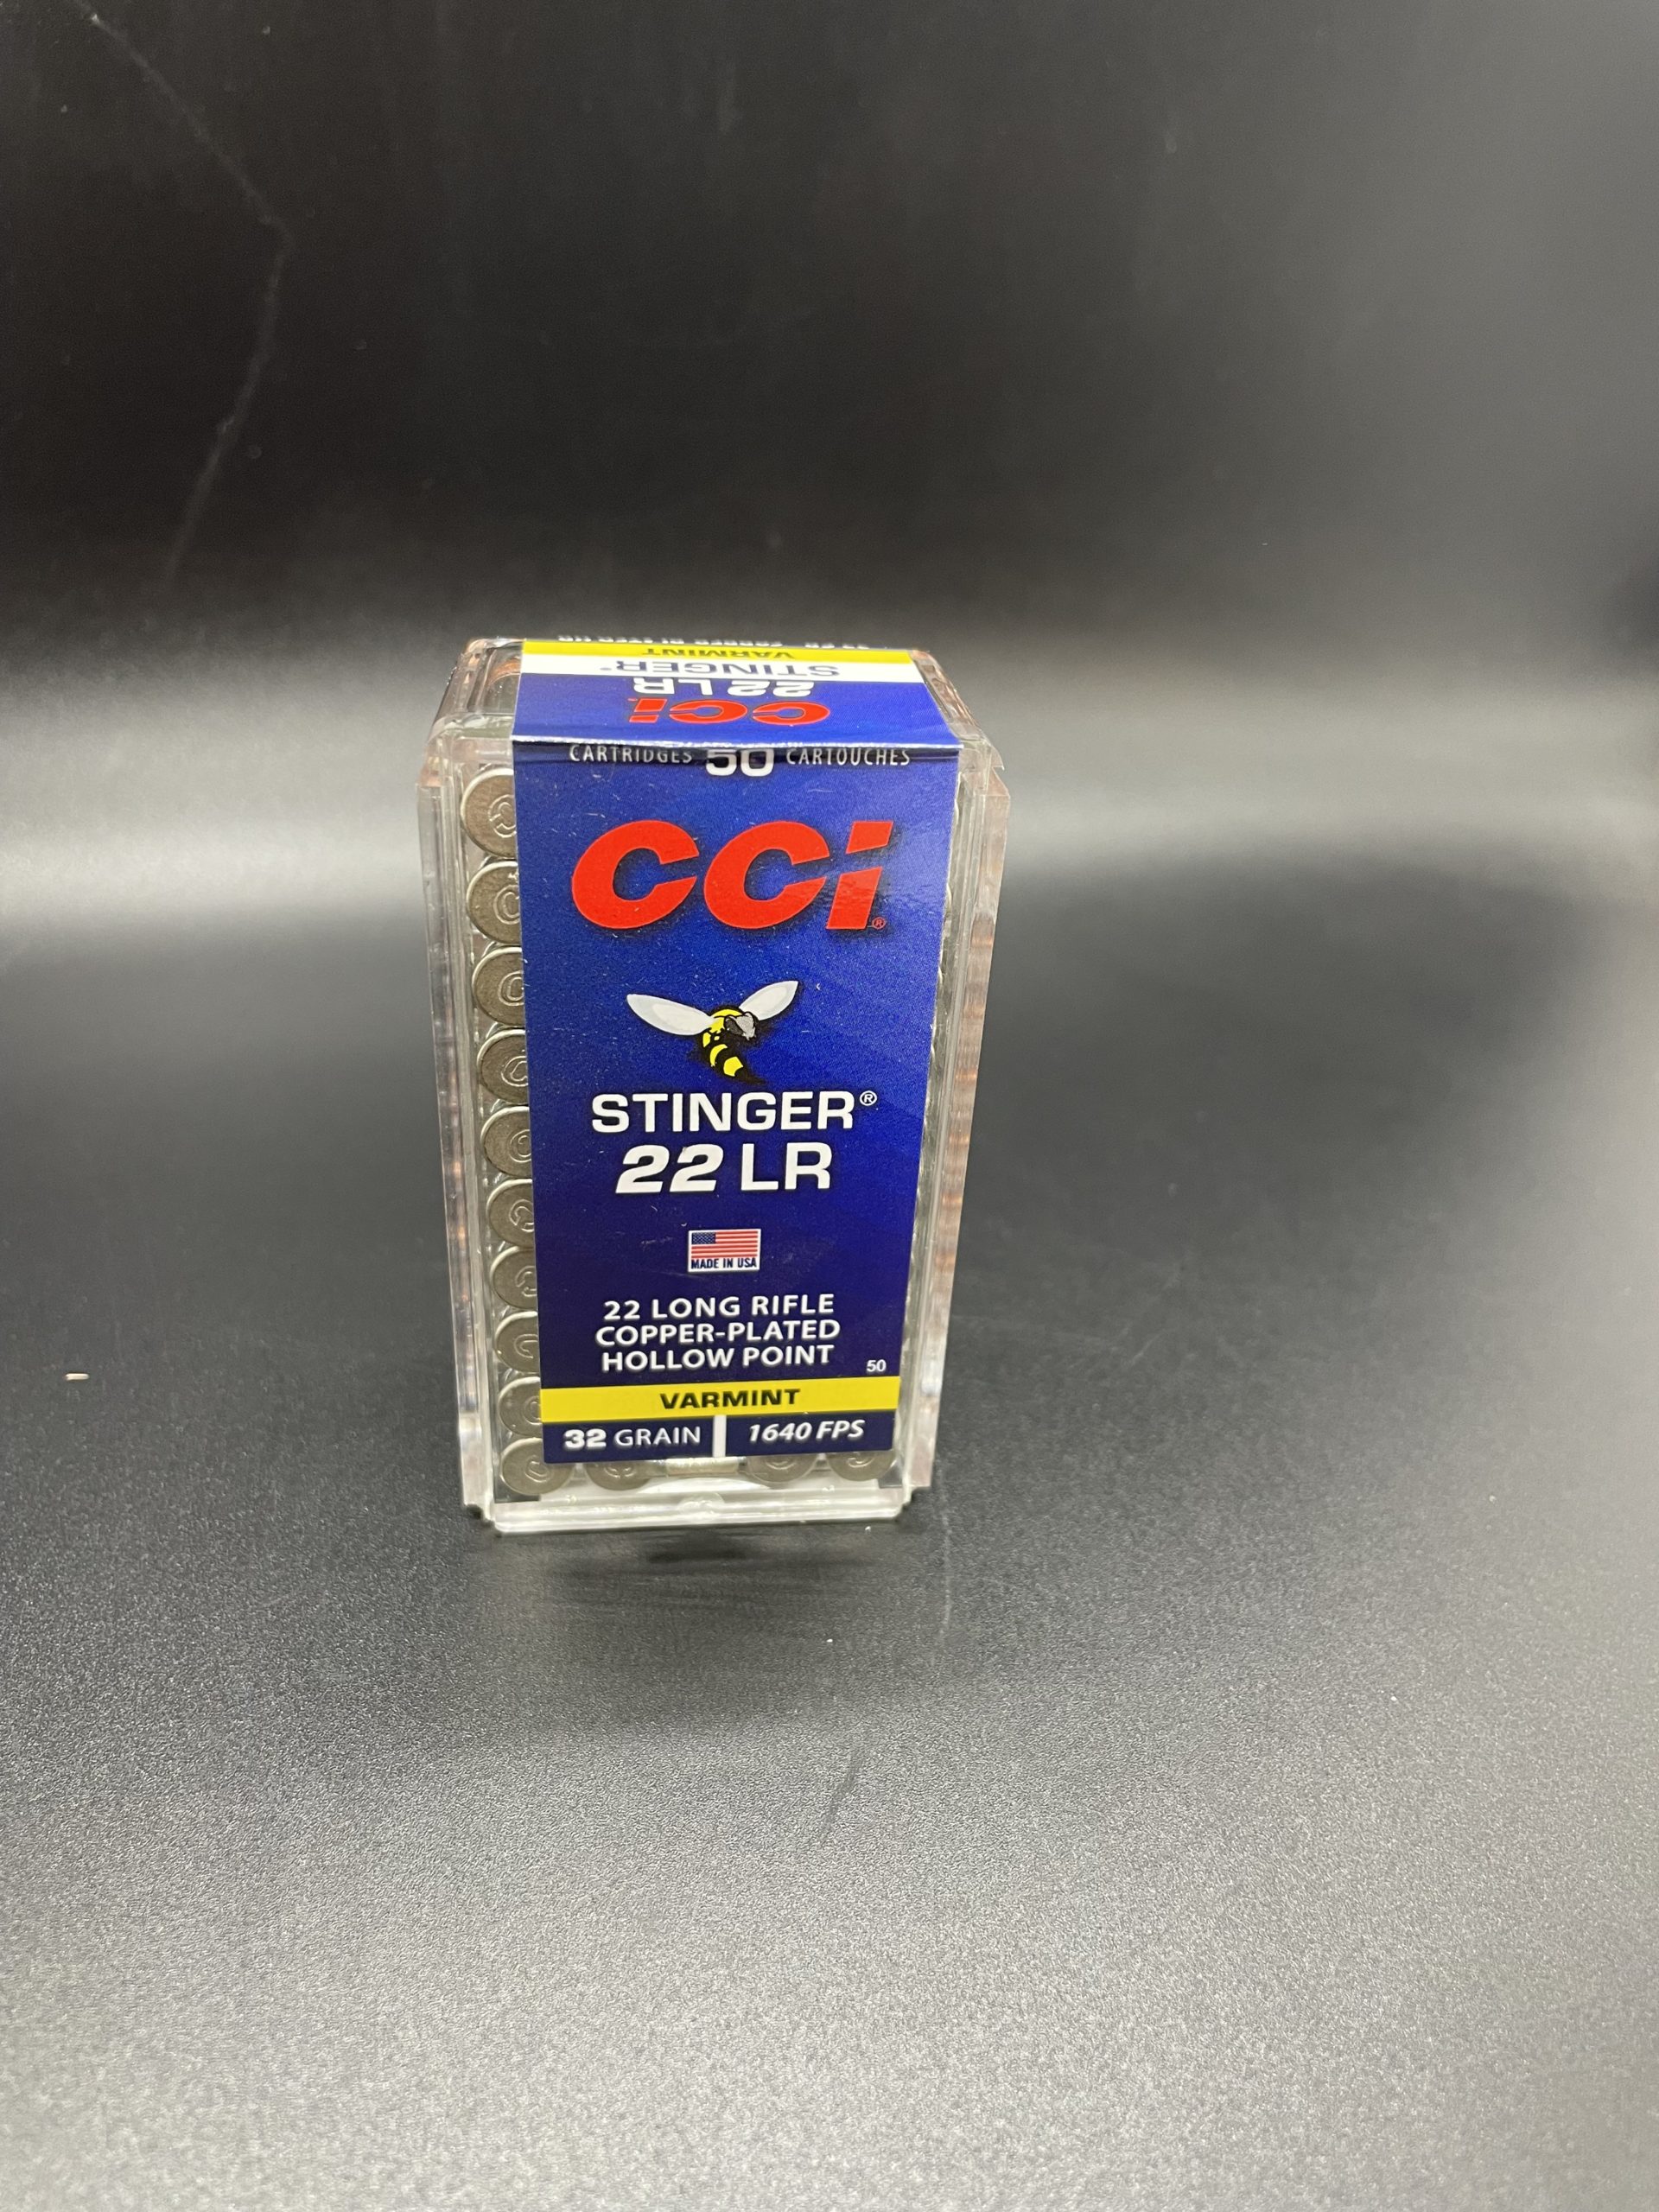 VARMINT
STINGER®
22 LR
CCi
CARTRIDGES 50 CARTOUCHES
CCi®
STINGER®
22 LR
MADE IN USA
22 LONG RIFLE
COPPER-PLATED
HOLLOW POINT
50
VARMINT
32 GRAIN 1640 FPS